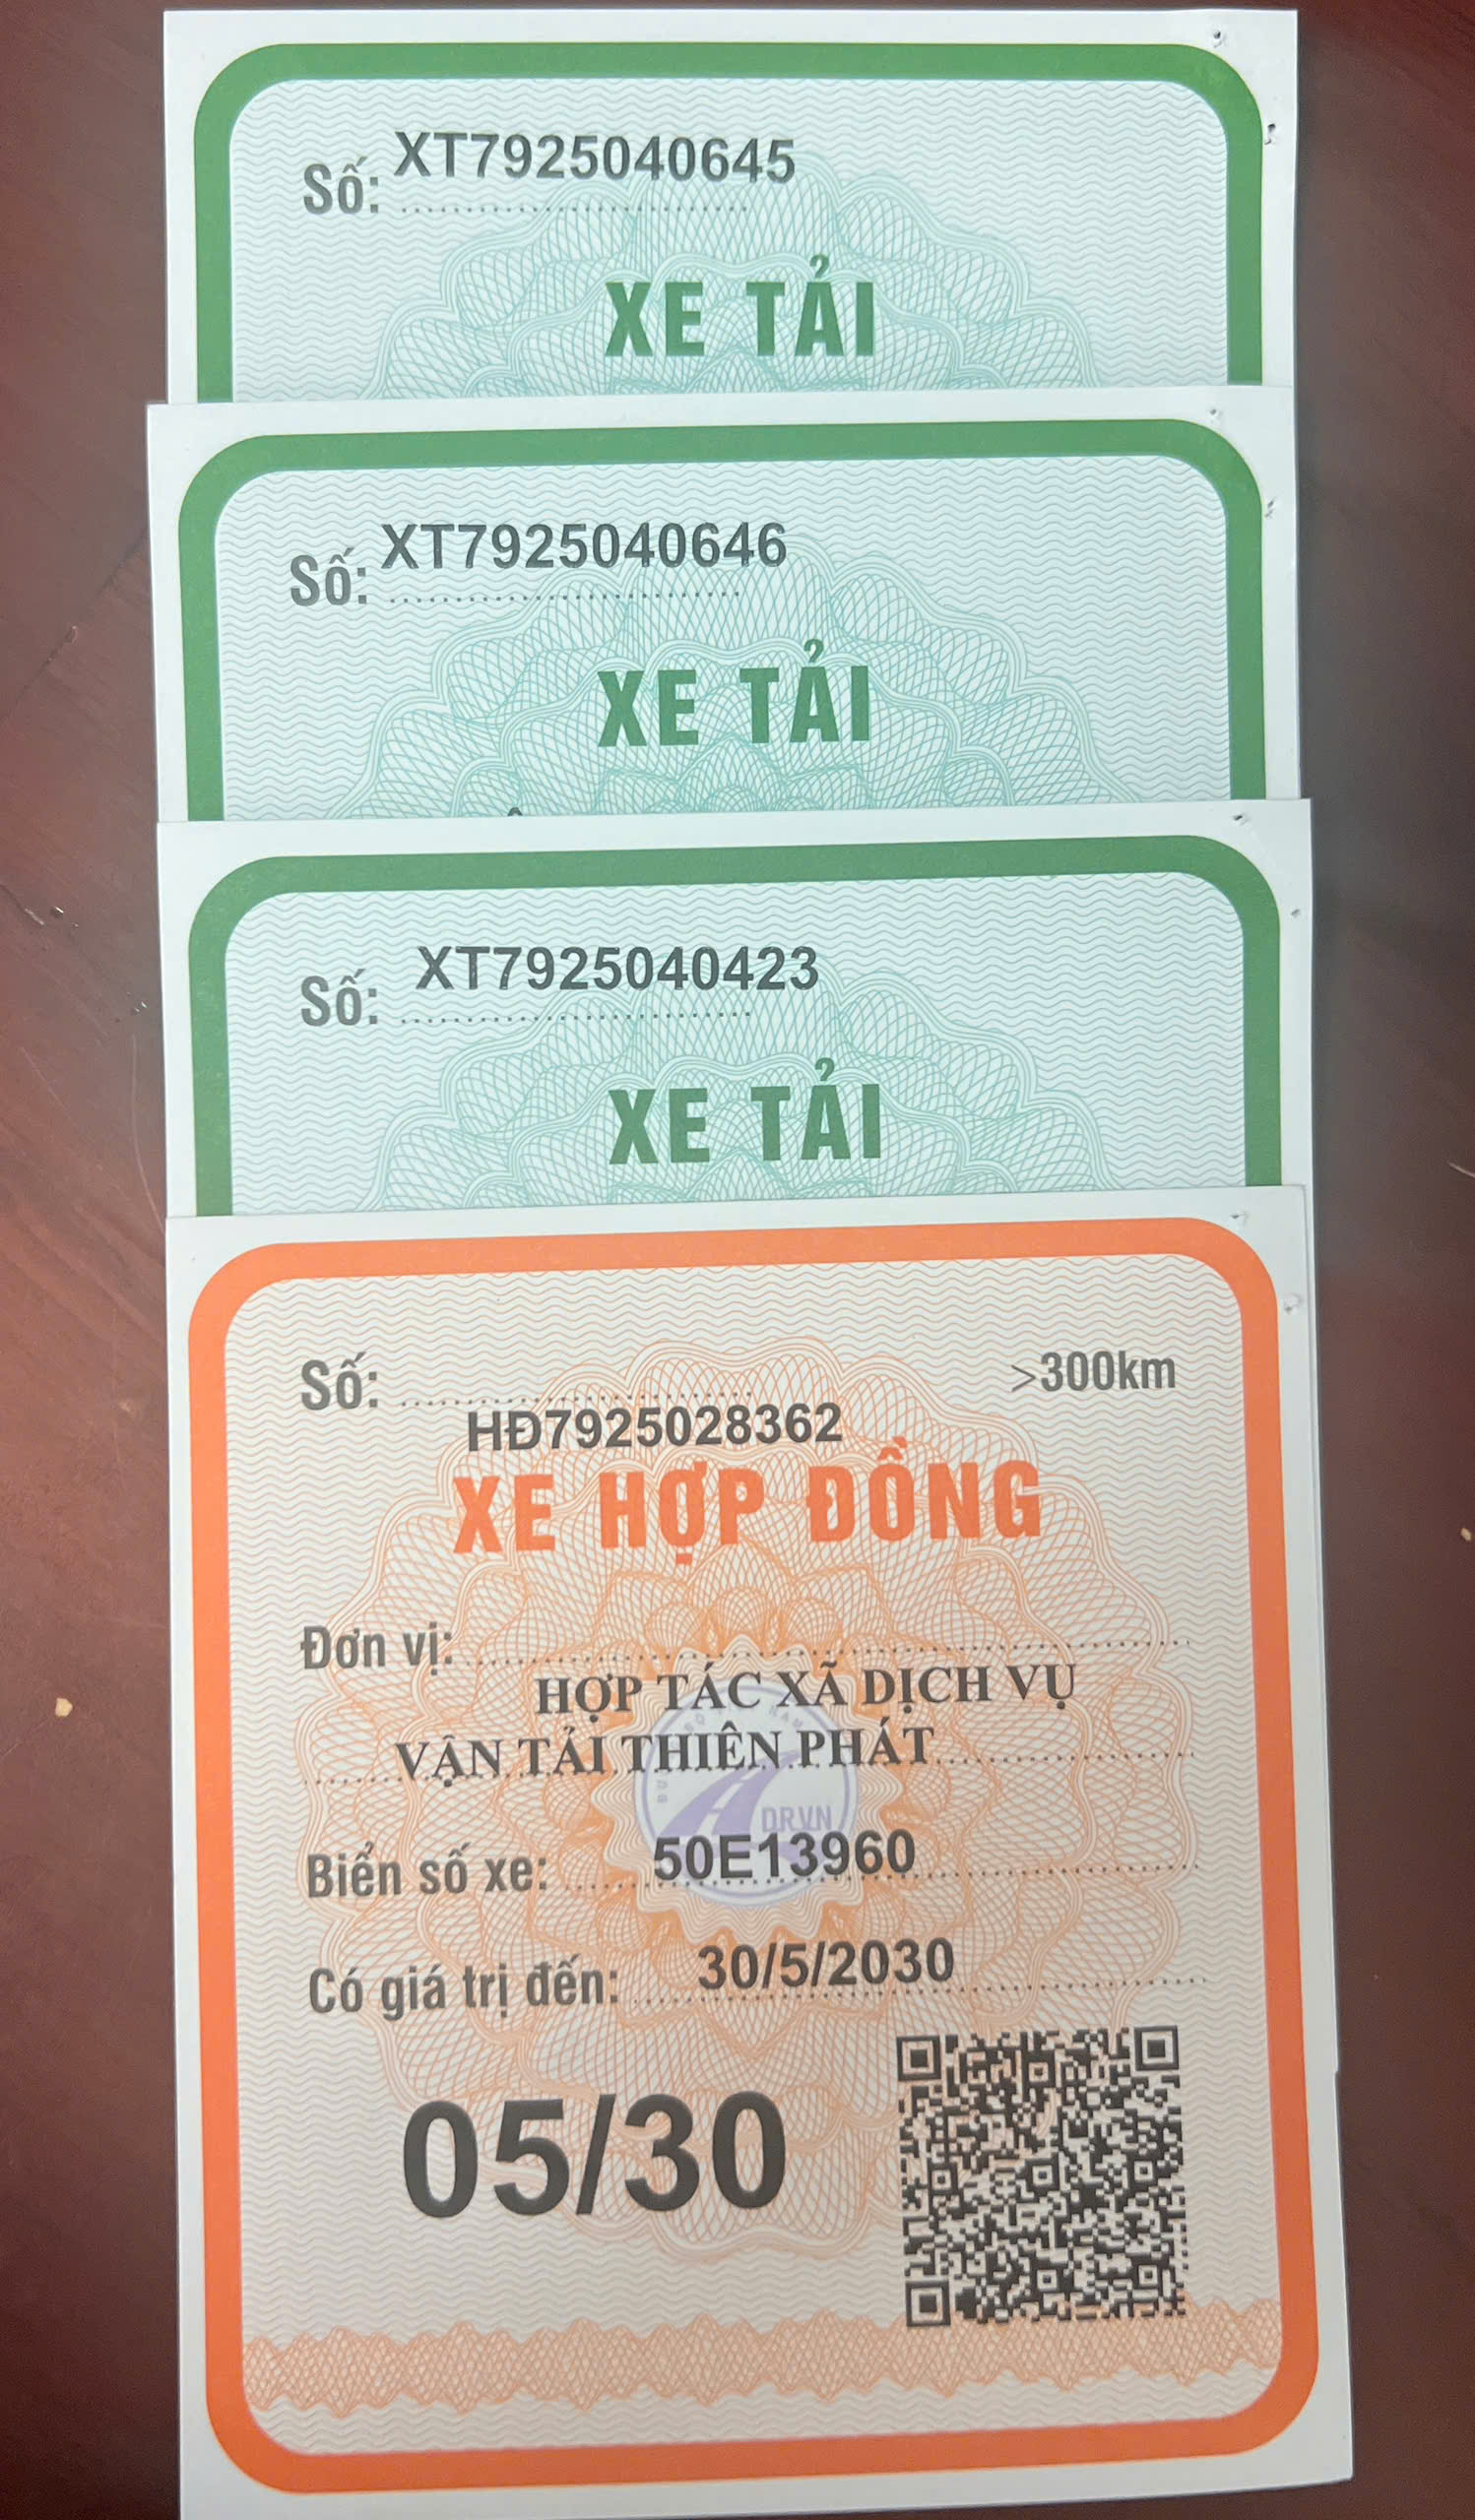 XT7925040645
Số:
XE TẢI
XT7925040646
Số:
XE TẢI
XT7925040423
Số:
XE TẢI
Số: >300km
HĐ7925028362
XE HỢP ĐỒNG
Đơn vị:
HỢP TÁC XÃ DỊCH VỤ
VẬN TẢI THIÊN PHÁT
DRVN
Biển số xe: 50E13960
Có giá trị đến: 30/5/2030
05/30